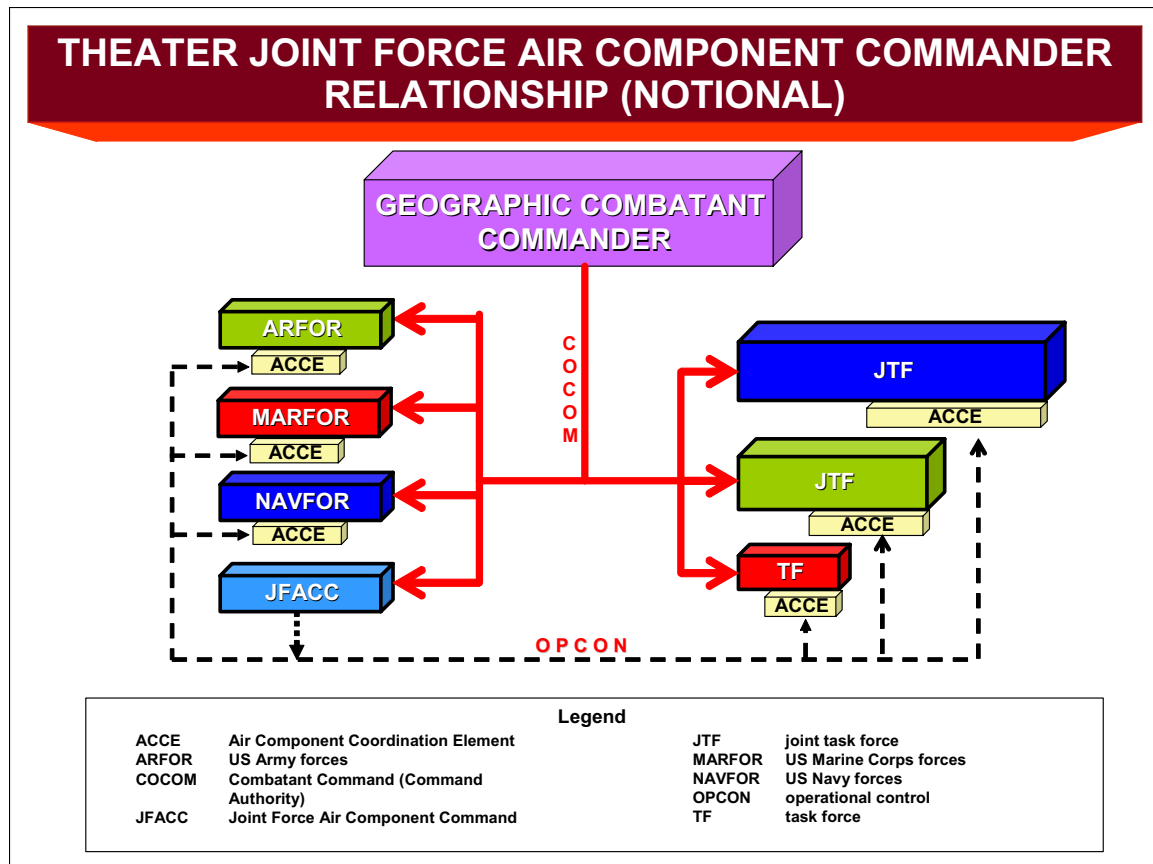 THEATER JOINT FORCE AIR COMPONENT COMMANDER
RELATIONSHIP (NOTIONAL)
GEOGRAPHIC COMBATANT
COMMANDER
COCOM
ARFOR
ACCE
MARFOR
ACCE
NAVFOR
ACCE
JFACC
JTF
ACCE
JTF
ACCE
TF
ACCE
OPCON
Legend
ACCE Air Component Coordination Element
ARFOR US Army forces
COCOM Combatant Command (Command
Authority)
JFACC Joint Force Air Component Command
JTF joint task force
MARFOR US Marine Corps forces
NAVFOR US Navy forces
OPCON operational control
TF task force